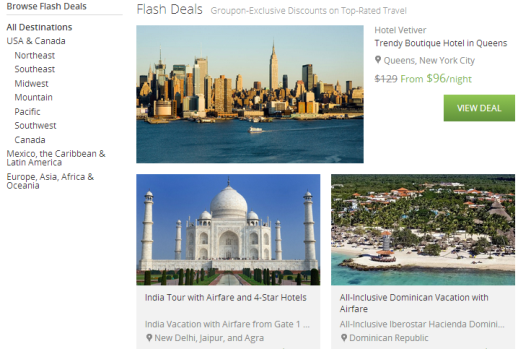 Browse Flash Deals
All Destinations
USA & Canada
Northeast
Southeast
Midwest
Mountain
Pacific
Southwest
Canada
Mexico, the Caribbean &
Latin America
Europe, Asia, Africa &
Oceania
Flash Deals Groupon-Exclusive Discounts on Top-Rated Travel
Hotel Vetiver
Trendy Boutique Hotel in Queens
Queens, New York City
$129 From $96/night
VIEW DEAL
India Tour with Airfare and 4-Star Hotels
India Vacation with Airfare from Gate 1 ...
New Delhi, Jaipur, and Agra
All-Inclusive Dominican Vacation with
Airfare
All-Inclusive Iberostar Hacienda Domini...
Dominican Republic